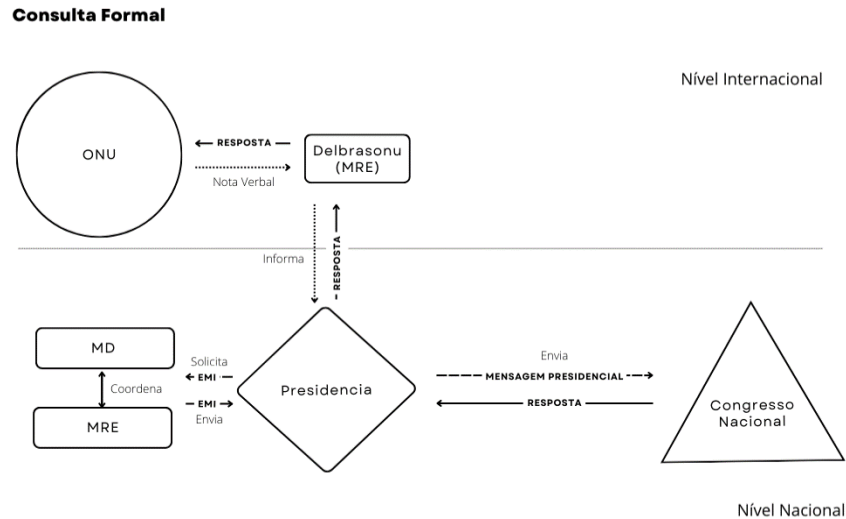 Consulta Formal
Nível Internacional
ONU
RESPOSTA
Nota Verbal
Delbrasonu
(MRE)
Informa
RESPOSTA
MD
Coordena
MRE
Solicita
EMI
EMI
Envia
Presidencia
Envia
MENSAGEM PRESIDENCIAL
RESPOSTA
Congresso
Nacional
Nível Nacional